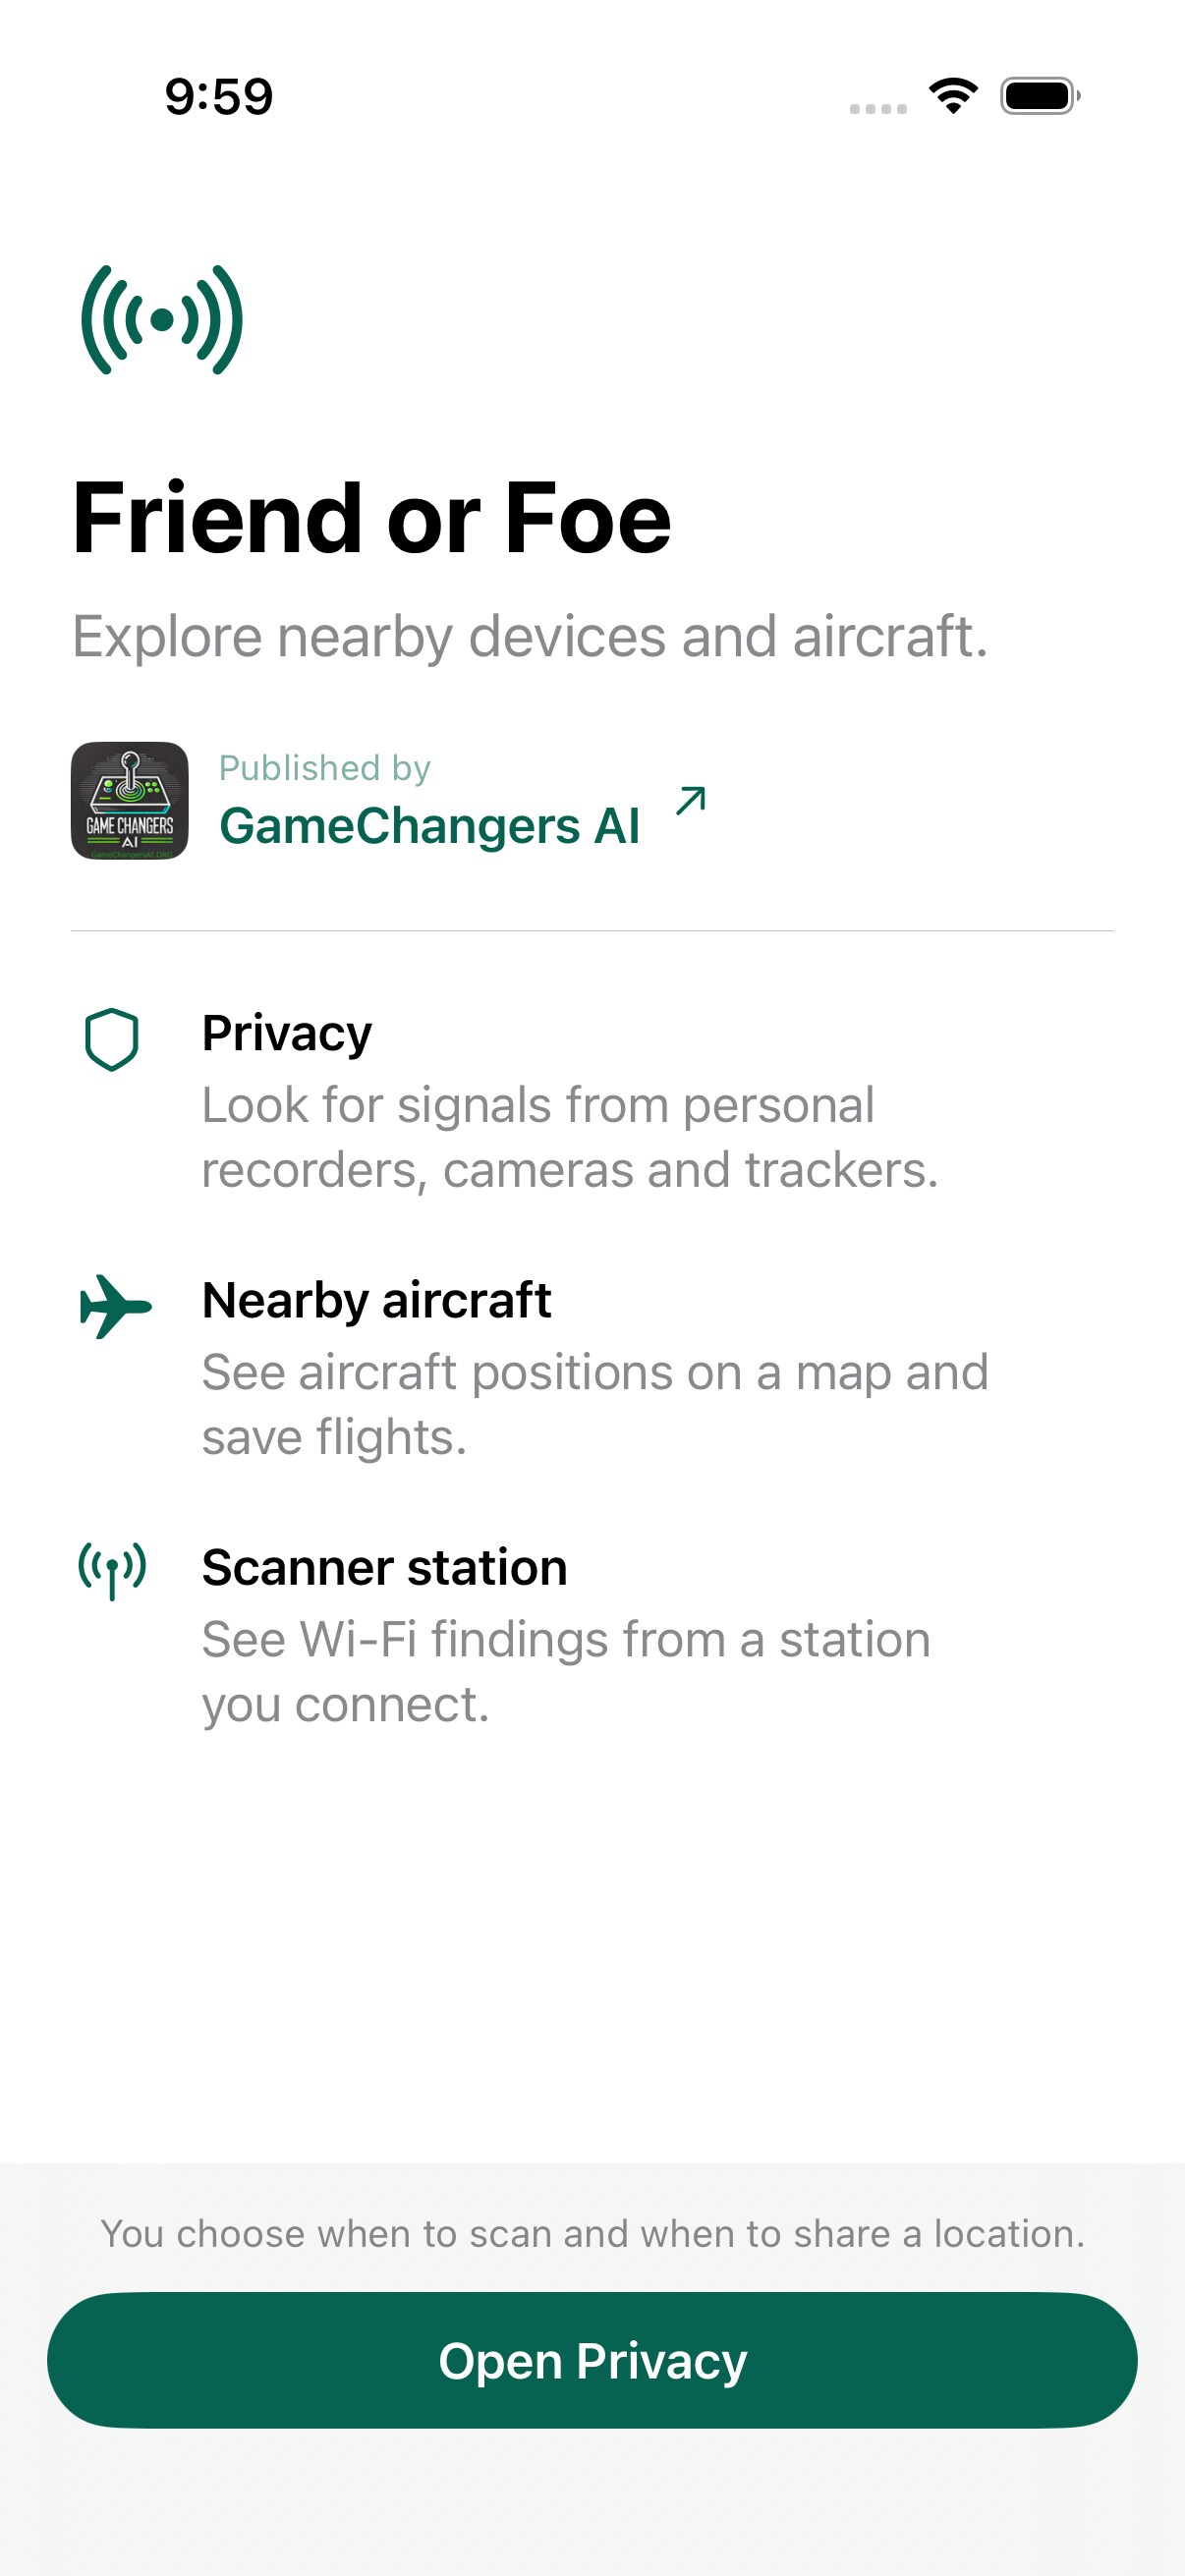 9:59
Friend or Foe
Explore nearby devices and aircraft.
GAME CHANGERS
AI
GameChangersAI.ORG
Published by
GameChangers AI
Privacy
Look for signals from personal
recorders, cameras and trackers.
Nearby aircraft
See aircraft positions on a map and
save flights.
Scanner station
See Wi-Fi findings from a station
you connect.
You choose when to scan and when to share a location.
Open Privacy